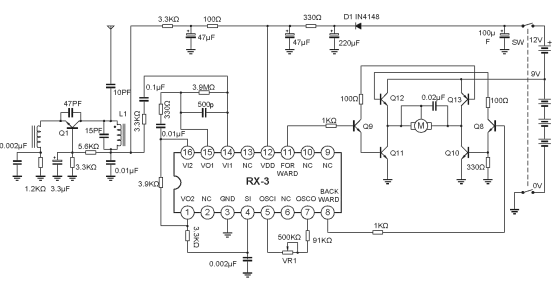 3.3KΩ
100Ω
330Ω
D1 IN4148
47µF
47µF
220µF
100µ
F
SW
12V
+
9V
0V
10PF
0.1µF
3.9MΩ
330Ω
500p
47PF
L1
Q1
15PF
3.3KΩ
0.01µF
5.6KΩ
0.002µF
3.3KΩ
1.2KΩ
3.3µF
0.01µF
3.9KΩ
16 15 14 13 12 11 10 9
VI2 VO1 VI1 NC VDD FOR WARD NC NC
RX-3
VO2 NC GND SI OSCI NC OSCO BACK WARD
1 2 3 4 5 6 7 8
3.3KΩ
0.002µF
500KΩ
VR1
91KΩ
1KΩ
1KΩ
100Ω
Q12
0.02µF
Q13
100Ω
Q9
M
Q8
Q11
Q10
330Ω